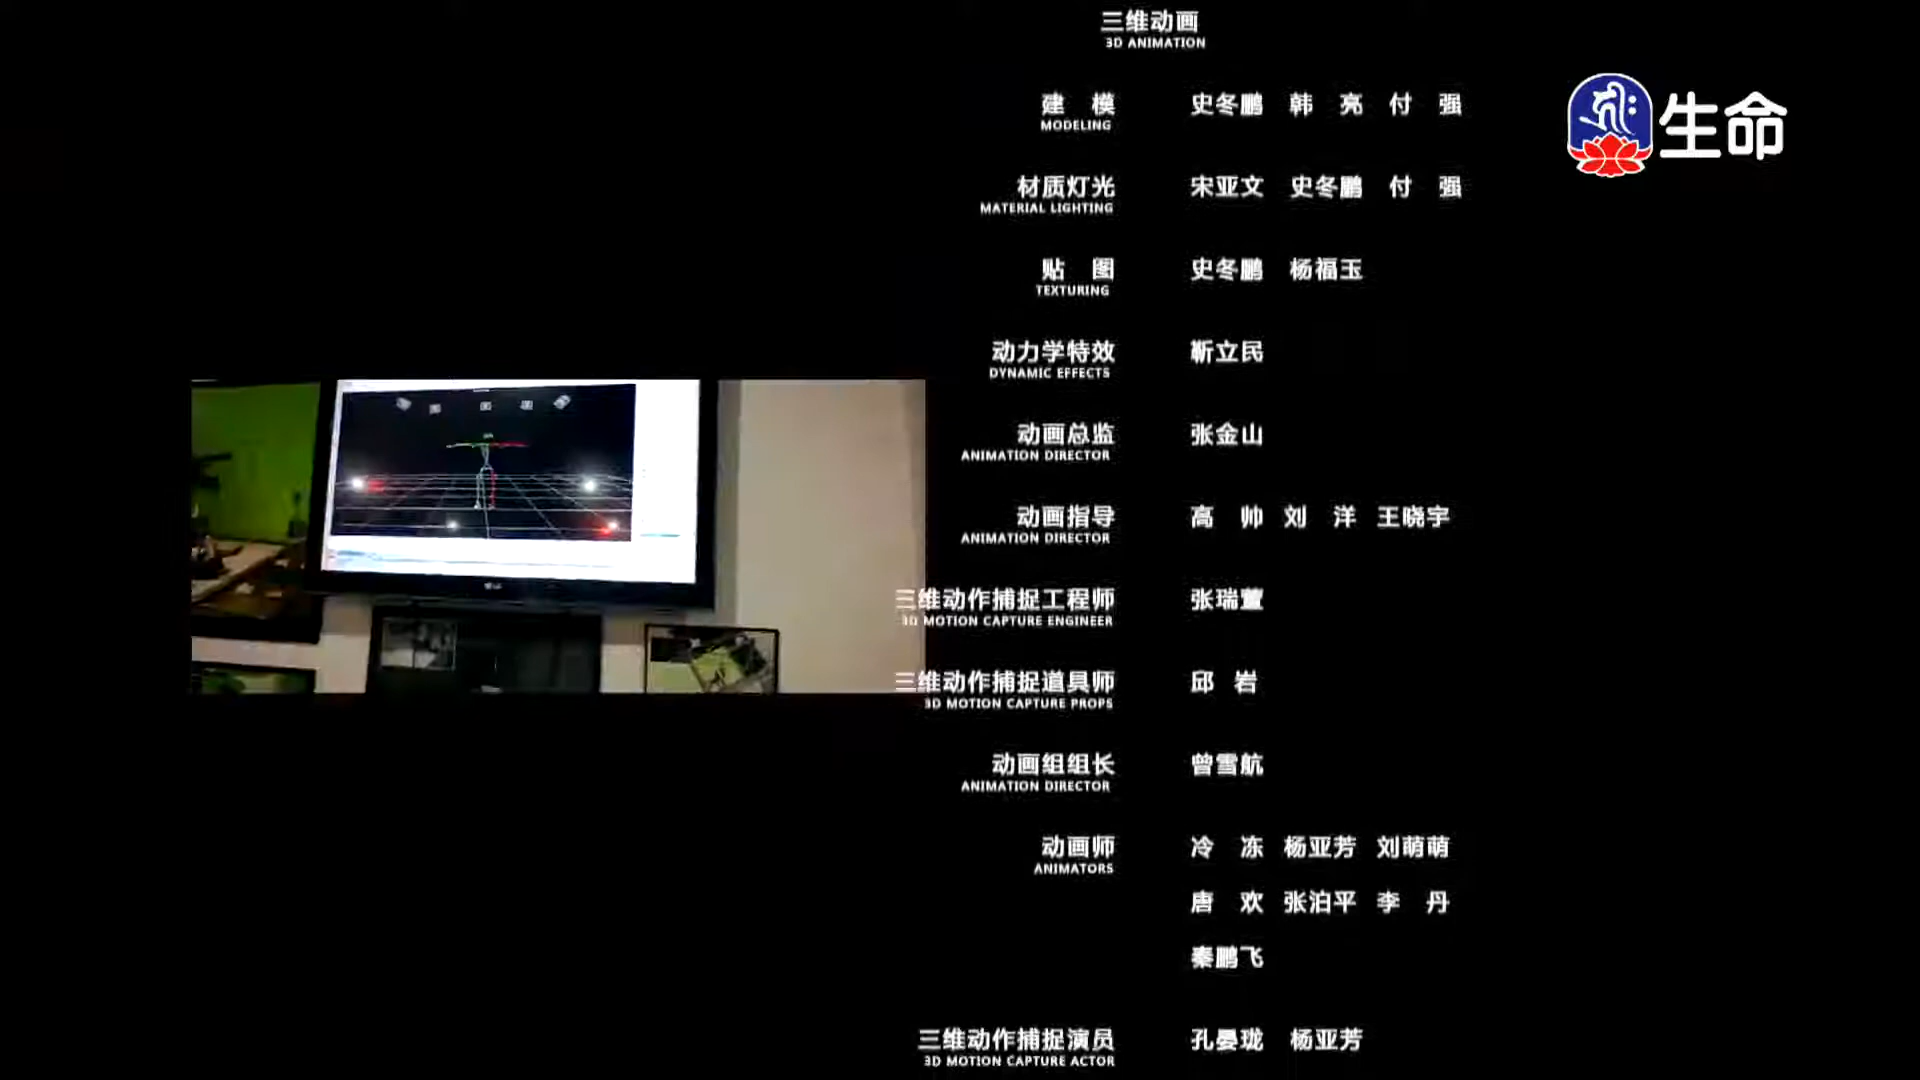 三维动画
3D ANIMATION
生命
建 模 史冬鹏 韩 亮 付 强
MODELING
材质灯光 宋亚文 史冬鹏 付 强
MATERIAL LIGHTING
贴 图 史冬鹏 杨福玉
TEXTURING
动力学特效 靳立民
DYNAMIC EFFECTS
动画总监 张金山
ANIMATION DIRECTOR
动画指导 高 帅 刘 洋 王晓宇
ANIMATION DIRECTOR
三维动作捕捉工程师 张瑞萱
3D MOTION CAPTURE ENGINEER
三维动作捕捉道具师 邱 岩
3D MOTION CAPTURE PROPS
动画组组长 曾雪航
ANIMATION DIRECTOR
动画师 冷 冻 杨亚芳 刘萌萌
ANIMATORS
唐 欢 张泊平 李 丹
秦鹏飞
三维动作捕捉演员 孔晏珑 杨亚芳
3D MOTION CAPTURE ACTOR